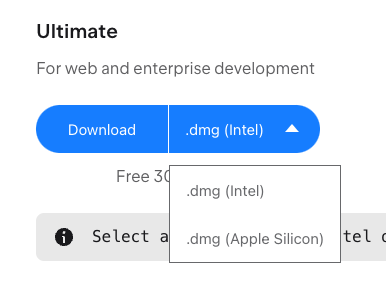 Ultimate
For web and enterprise development
Download .dmg (Intel)
Free 30
.dmg (Intel)
Select a tel
.dmg (Apple Silicon)